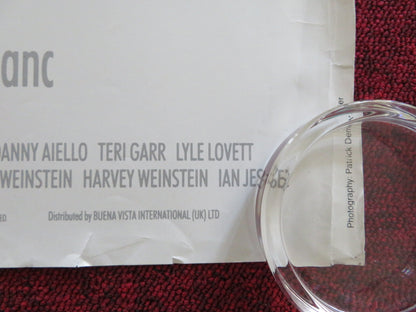 anc
DANNY AIELLO TERI GARR LYLE LOVETT
WEINSTEIN HARVEY WEINSTEIN IAN
Distributed by BUENA VISTA INTERNATIONAL (UK) LTD
Photography Patrick